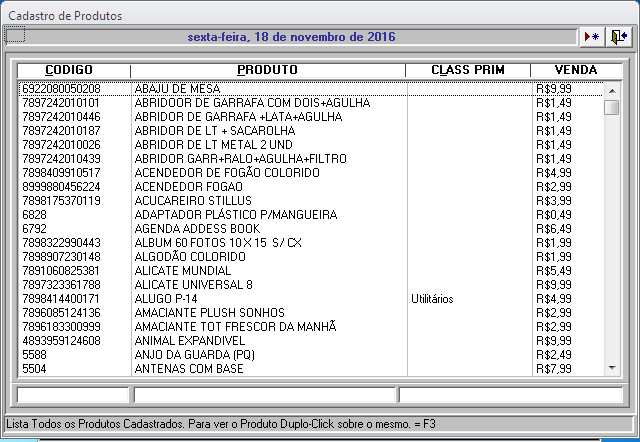 Cadastro de Produtos
sexta-feira, 18 de novembro de 2016
CODIGO PRODUTO CLASS PRIM VENDA
6922080050208 ABAJU DE MESA R$9,99
7897242010101 ABRIDOOR DE GARRAFA COM DOIS+AGULHA R$1,49
7897242010446 ABRIDOR DE GARRAFA +LATA+AGULHA R$1,49
7897242010187 ABRIDOR DE LT + SACAROLHA R$1,49
7897242010026 ABRIDOR DE LT METAL 2 UND R$1,49
7897242010439 ABRIDOR GARR+RALO+AGULHA+FILTRO R$1,49
7898409910517 ACENDEDOR DE FOGÃO COLORIDO R$4,99
8999880456224 ACENDEDOR FOGAO R$2,99
7898175370119 ACUCAREIRO STILLUS R$3,99
6828 ADAPTADOR PLÁSTICO P/MANGUEIRA R$0,49
6792 AGENDA ADDESS BOOK R$6,49
7898322990443 ALBUM 60 FOTOS 10 X 15 S/ CX R$1,99
7898907230148 ALGODÃO COLORIDO R$1,99
7891060825381 ALICATE MUNDIAL R$5,49
7897323361788 ALICATE UNIVERSAL 8 R$9,99
7898414400171 ALUGO P-14 Utilitários R$4,99
7896085124136 AMACIANTE PLUSH SONHOS R$2,99
7896183300999 AMACIANTE TOT FRESCOR DA MANHÃ R$2,99
4893959124608 ANIMAL EXPANDIVEL R$9,99
5588 ANJO DA GUARDA (PQ) R$2,49
5504 ANTENAS COM BASE R$7,99
Lista Todos os Produtos Cadastrados. Para ver o Produto Duplo-Click sobre o mesmo. = F3